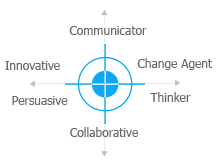 Communicator
Innovative
Change Agent
Persuasive
Thinker
Collaborative